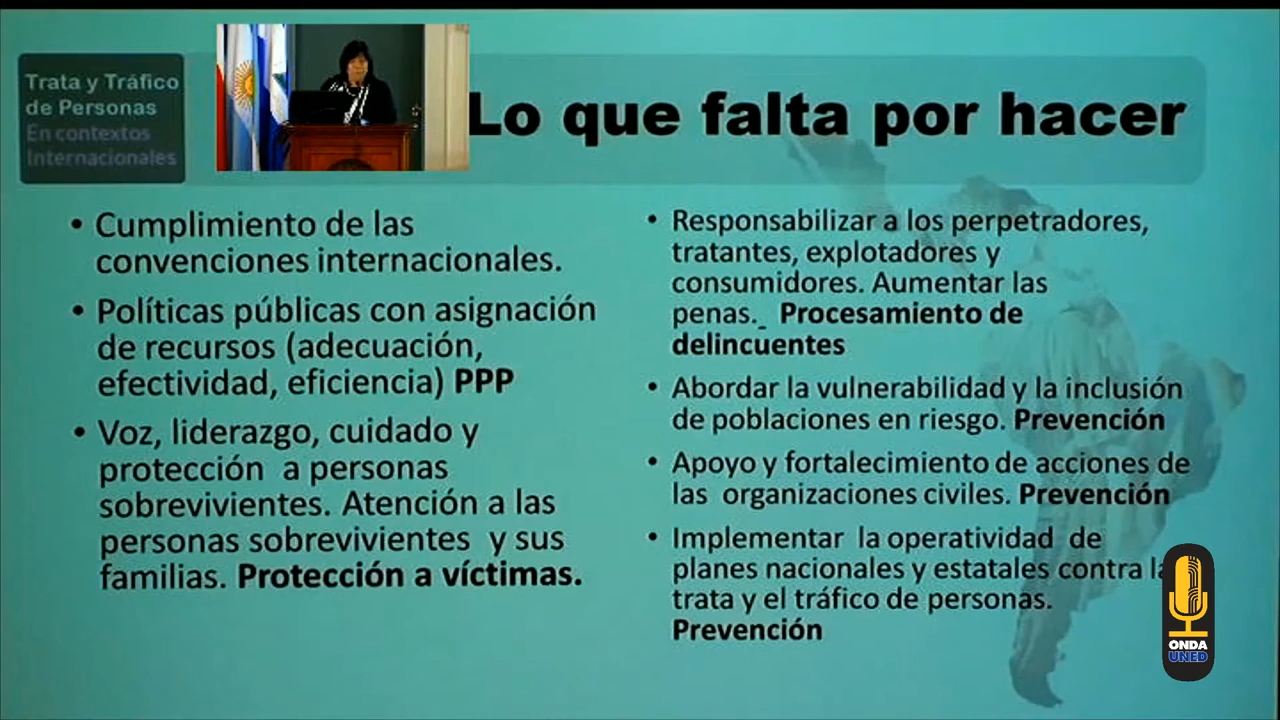 Trata y Tráfico
de Personas
En contextos
Internacionales
Lo que falta por hacer
• Cumplimiento de las
convenciones internacionales.
• Políticas públicas con asignación
de recursos (adecuación,
efectividad, eficiencia) PPP
• Voz, liderazgo, cuidado y
protección a personas
sobrevivientes. Atención a las
personas sobrevivientes y sus
familias. Protección a víctimas.
• Responsabilizar a los perpetradores,
tratantes, explotadores y
consumidores. Aumentar las
penas. Procesamiento de
delincuentes
• Abordar la vulnerabilidad y la inclusión
de poblaciones en riesgo. Prevención
• Apoyo y fortalecimiento de acciones de
las organizaciones civiles. Prevención
• Implementar la operatividad de
planes nacionales y estatales contra la
trata y el tráfico de personas.
Prevención
ONDA
UNED